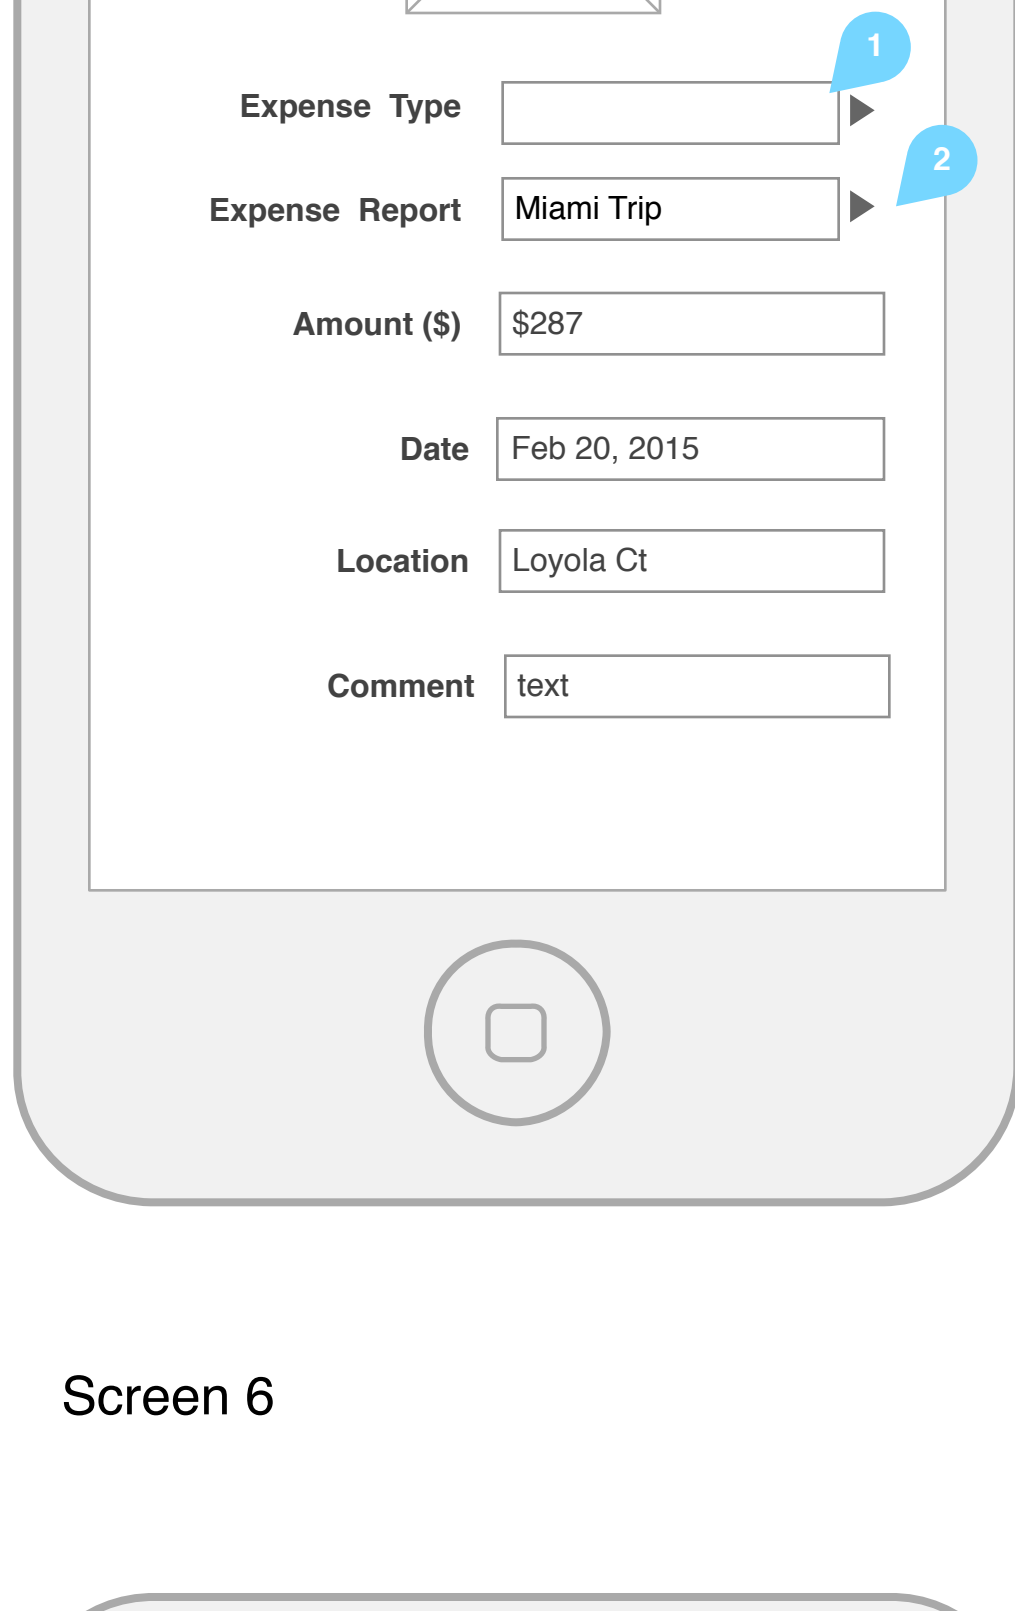 1
Expense Type
2
Expense Report Miami Trip
Amount ($) $287
Date Feb 20, 2015
Location Loyola Ct
Comment text
Screen 6